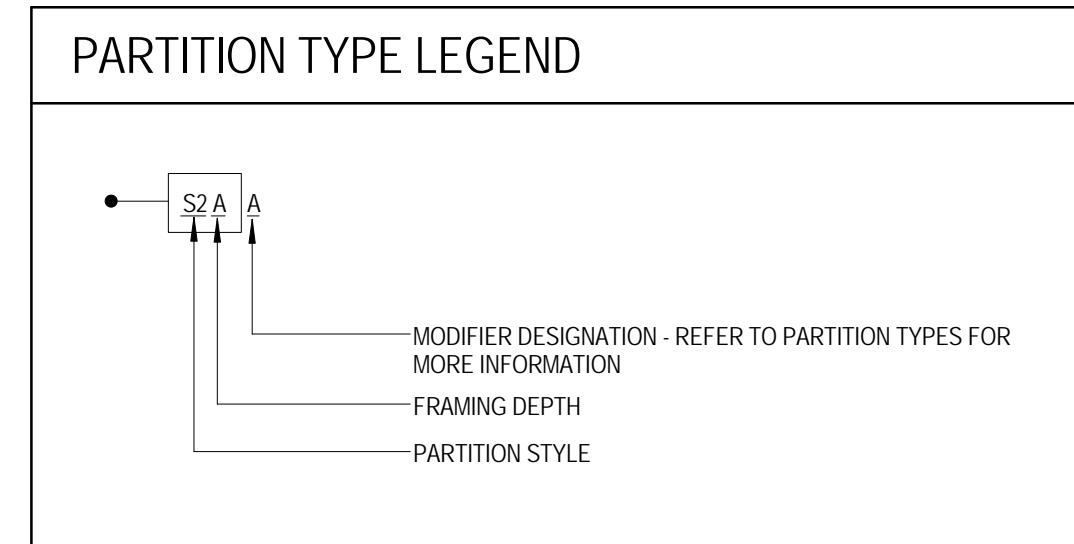 PARTITION TYPE LEGEND
S2 A A
MODIFIER DESIGNATION - REFER TO PARTITION TYPES FOR
MORE INFORMATION
FRAMING DEPTH
PARTITION STYLE